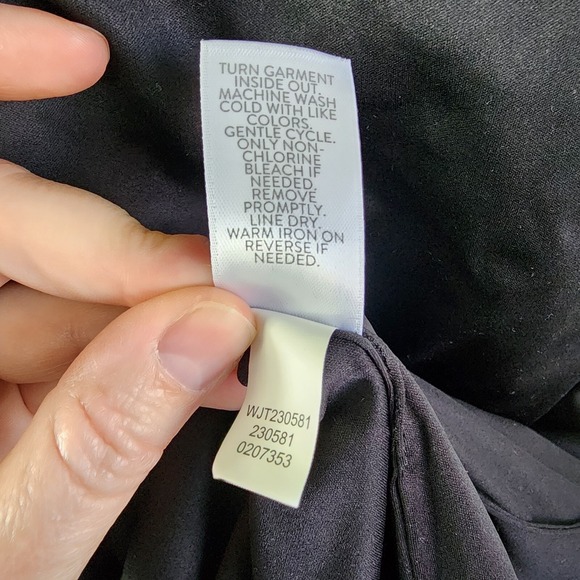 TURN GARMENT
INSIDE OUT.
MACHINE WASH
COLD WITH LIKE
COLORS.
GENTLE CYCLE.
ONLY NON-
CHLORINE
BLEACH IF
NEEDED.
REMOVE
PROMPTLY.
LINE DRY.
WARM IRON ON
REVERSE IF
NEEDED.
WJT230581
230581
0207353